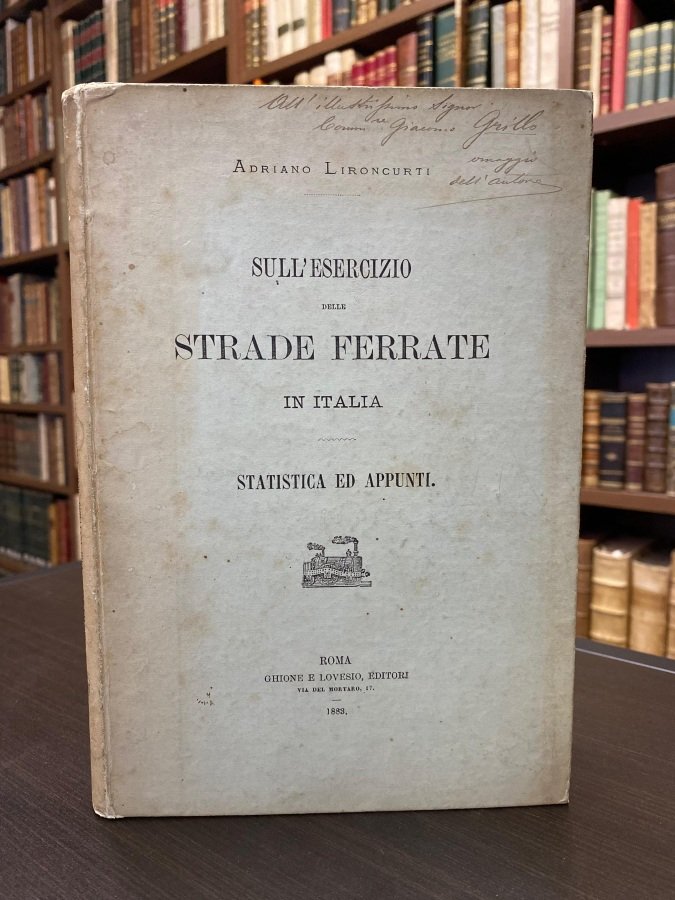 All' illustrissimo Signor
Comm re Giacomo Grillo
omaggio
dell' autore
ADRIANO LIRONCURTI
SULL'ESERCIZIO
DELLE
STRADE FERRATE
IN ITALIA
STATISTICA ED APPUNTI.
ROMA
GHIONE E LOVESIO, EDITORI
VIA DEL MORTARO, 17.
1883.